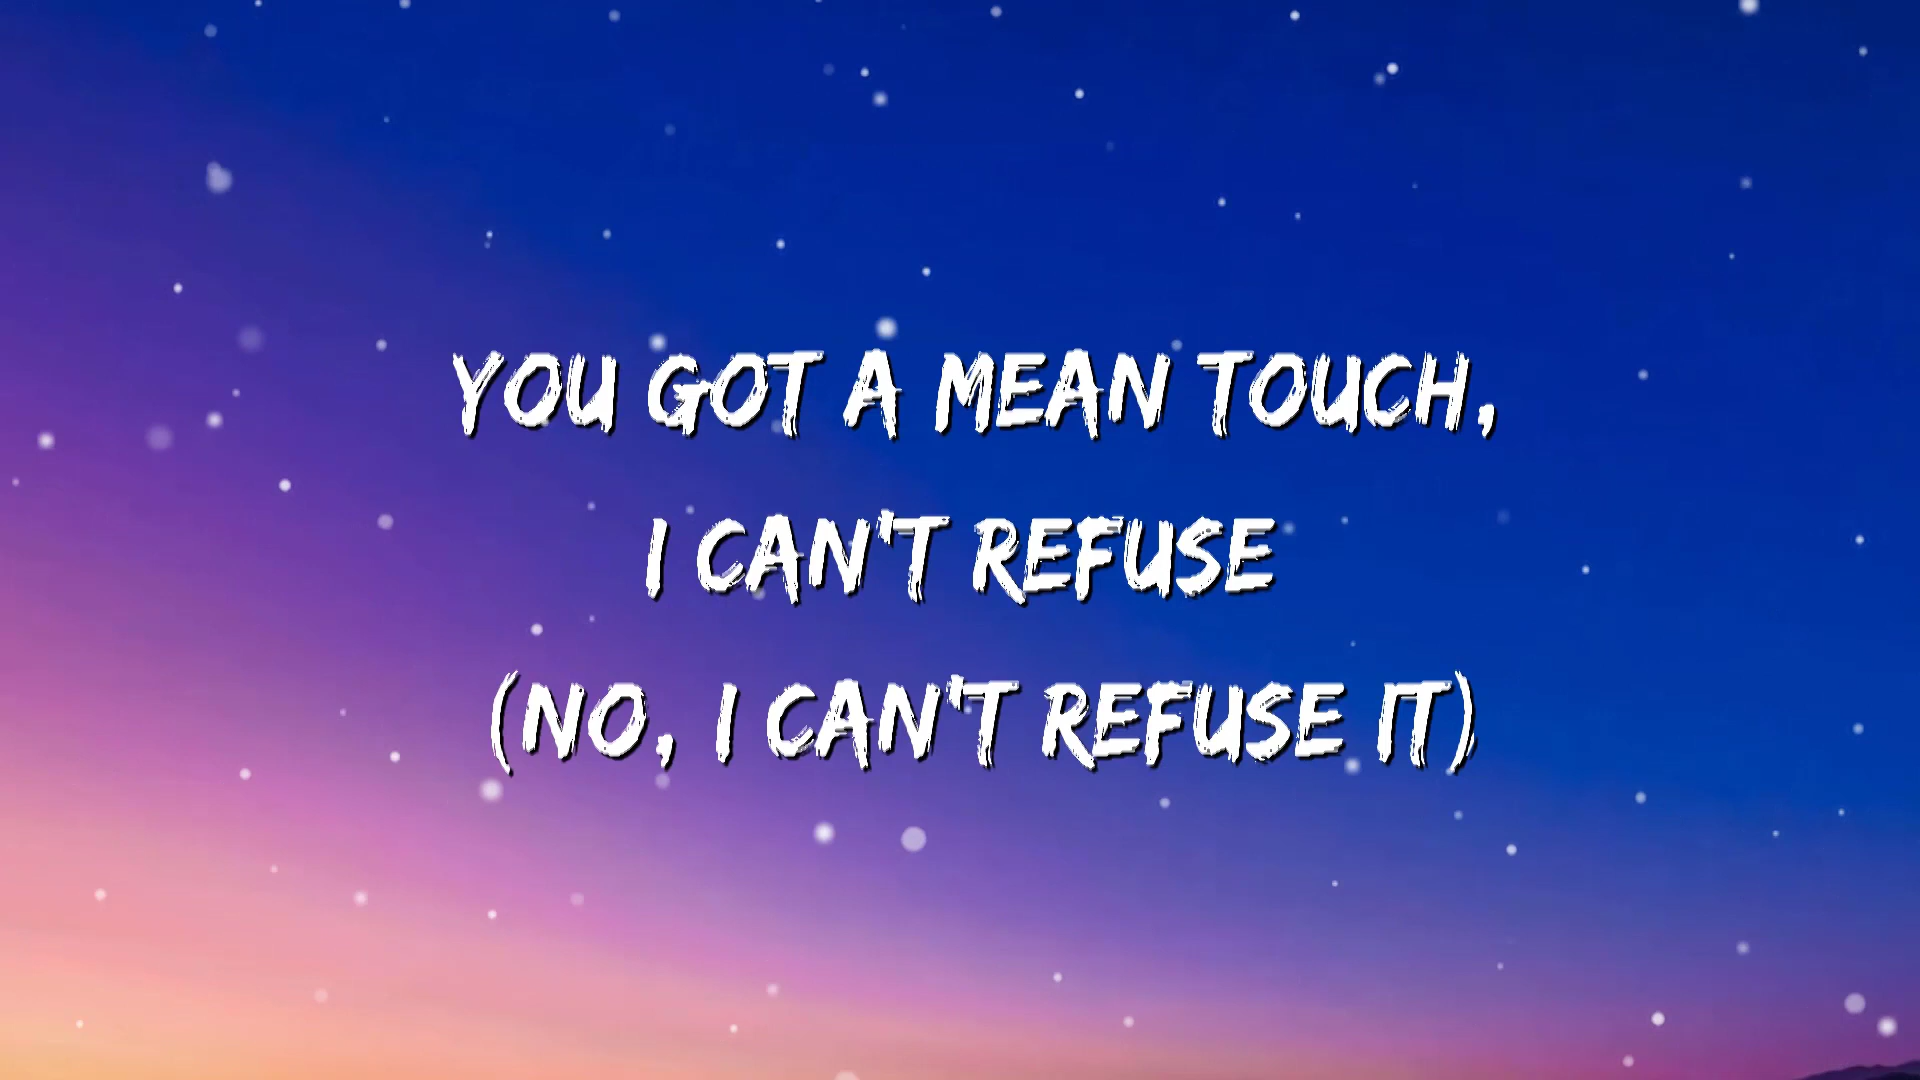 YOU GOT A MEAN TOUCH,
I CAN'T REFUSE
(NO, I CAN'T REFUSE IT)